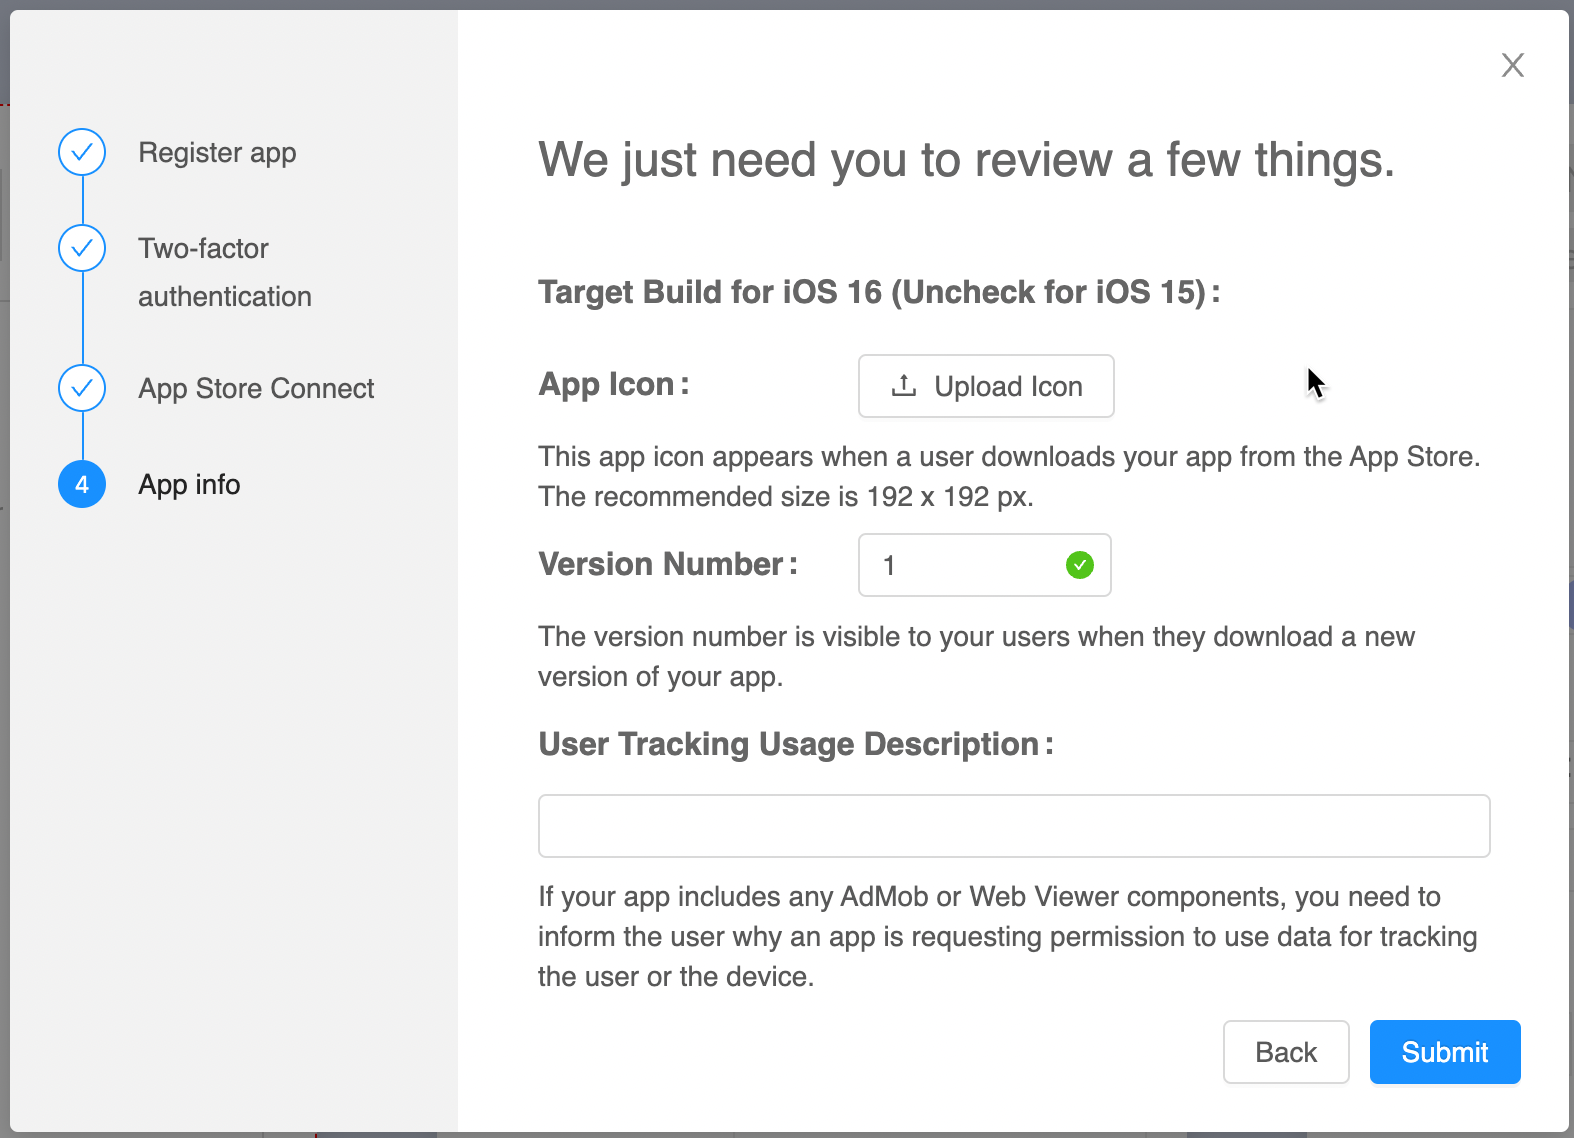 Register app
Two-factor
authentication
App Store Connect
4
App info
X
We just need you to review a few things.
Target Build for iOS 16 (Uncheck for iOS 15):
App Icon:
Upload Icon
This app icon appears when a user downloads your app from the App Store.
The recommended size is 192 x 192 px.
Version Number:
1
The version number is visible to your users when they download a new
version of your app.
User Tracking Usage Description:
If your app includes any AdMob or Web Viewer components, you need to
inform the user why an app is requesting permission to use data for tracking
the user or the device.
Back
Submit